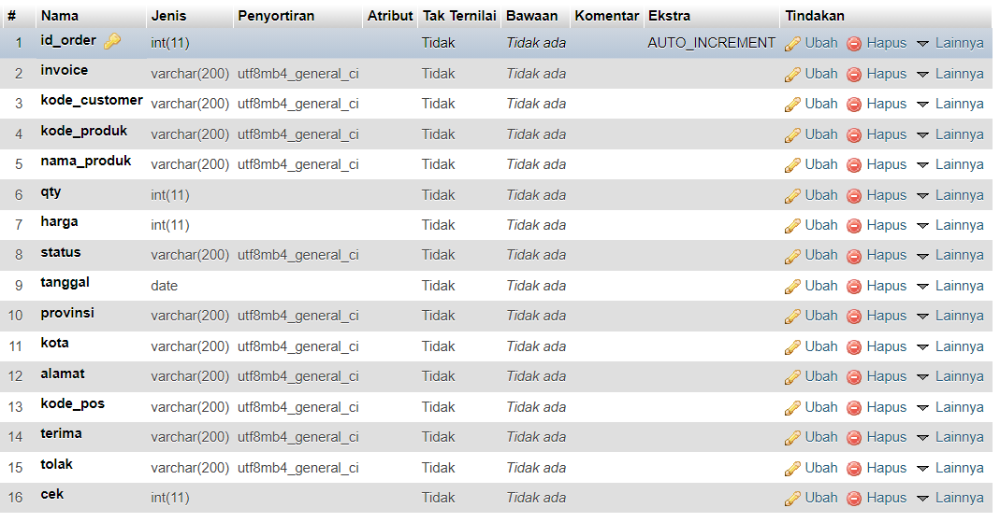 # Nama Jenis Penyortiran Atribut Tak Ternilai Bawaan Komentar Ekstra Tindakan
1 id_order int(11) Tidak Tidak ada AUTO_INCREMENT Ubah Hapus Lainnya
2 invoice varchar(200) utf8mb4_general_ci Tidak Tidak ada Ubah Hapus Lainnya
3 kode_customer varchar(200) utf8mb4_general_ci Tidak Tidak ada Ubah Hapus Lainnya
4 kode_produk varchar(200) utf8mb4_general_ci Tidak Tidak ada Ubah Hapus Lainnya
5 nama_produk varchar(200) utf8mb4_general_ci Tidak Tidak ada Ubah Hapus Lainnya
6 qty int(11) Tidak Tidak ada Ubah Hapus Lainnya
7 harga int(11) Tidak Tidak ada Ubah Hapus Lainnya
8 status varchar(200) utf8mb4_general_ci Tidak Tidak ada Ubah Hapus Lainnya
9 tanggal date Tidak Tidak ada Ubah Hapus Lainnya
10 provinsi varchar(200) utf8mb4_general_ci Tidak Tidak ada Ubah Hapus Lainnya
11 kota varchar(200) utf8mb4_general_ci Tidak Tidak ada Ubah Hapus Lainnya
12 alamat varchar(200) utf8mb4_general_ci Tidak Tidak ada Ubah Hapus Lainnya
13 kode_pos varchar(200) utf8mb4_general_ci Tidak Tidak ada Ubah Hapus Lainnya
14 terima varchar(200) utf8mb4_general_ci Tidak Tidak ada Ubah Hapus Lainnya
15 tolak varchar(200) utf8mb4_general_ci Tidak Tidak ada Ubah Hapus Lainnya
16 cek int(11) Tidak Tidak ada Ubah Hapus Lainnya